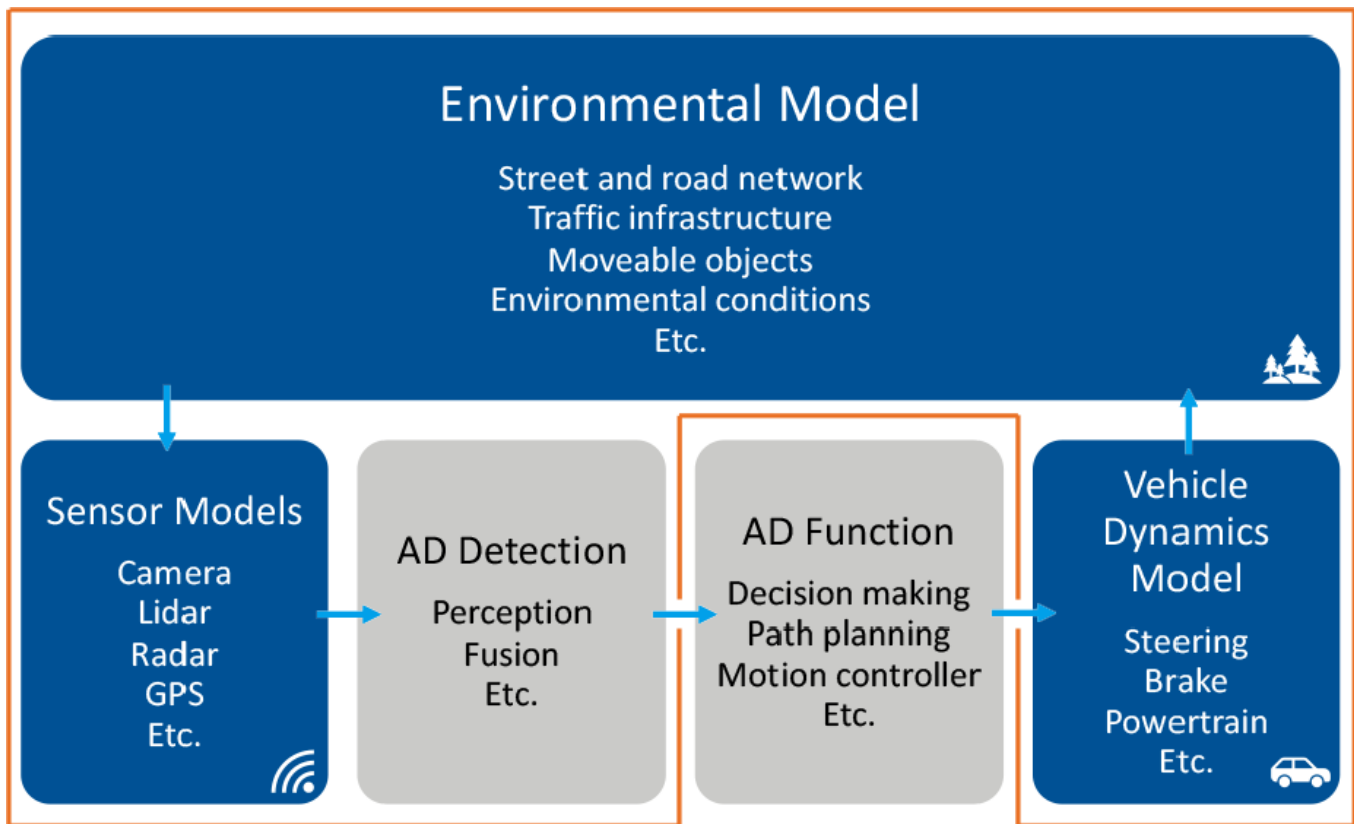 Environmental Model
Street and road network
Traffic infrastructure
Moveable objects
Environmental conditions
Etc.
Sensor Models
Camera
Lidar
Radar
GPS
Etc.
AD Detection
Perception
Fusion
Etc.
AD Function
Decision making
Path planning
Motion controller
Etc.
Vehicle
Dynamics
Model
Steering
Brake
Powertrain
Etc.